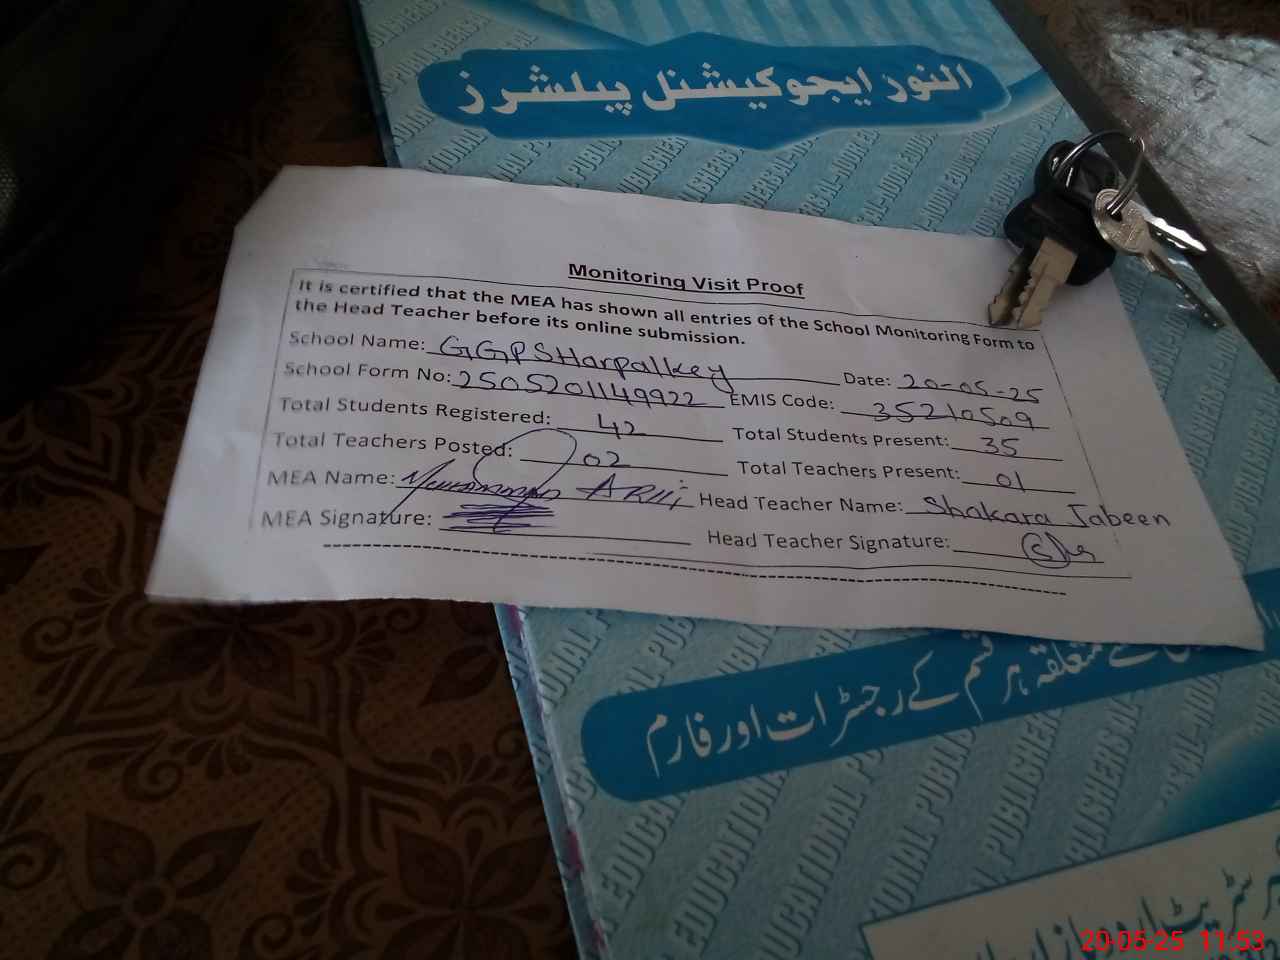 النور ایجوکیشنل پبلشرز
Monitoring Visit Proof
It is certified that the MEA has shown all entries of the School Monitoring Form to
the Head Teacher before its online submission.
School Name: GGPS Harpalkey Date: 20-05-25
School Form No: 2505201149922 EMIS Code: 35210509
Total Students Registered: 42 Total Students Present: 35
Total Teachers Posted: 02 Total Teachers Present: 01
MEA Name: Head Teacher Name: Shakara Jabeen
MEA Signature: Head Teacher Signature:
متعلقہ ہر قسم کے رجسٹرات اور فارم
20-05-25 11:53